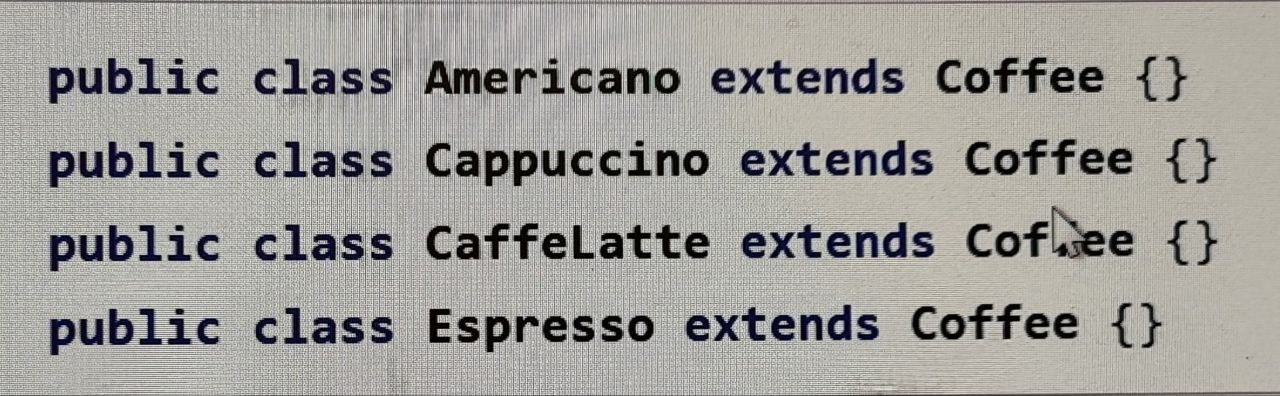 public class Americano extends Coffee {}
public class Cappuccino extends Coffee {}
public class CaffeLatte extends Coffee {}
public class Espresso extends Coffee {}